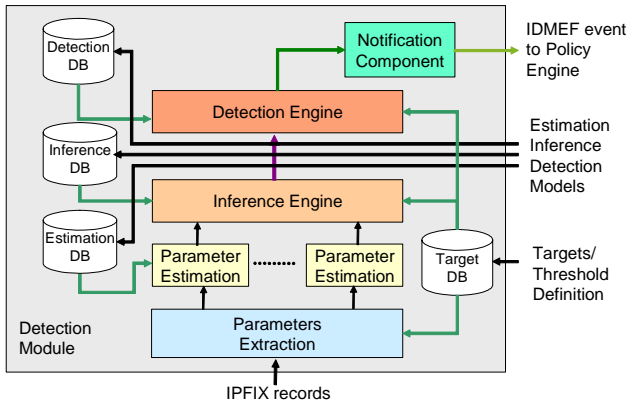 Detection
DB
Notification
Component
IDMEF event
to Policy
Engine
Detection Engine
Inference
DB
Estimation
Inference
Detection Models
Inference Engine
Estimation
DB
Parameter
Estimation
Parameter
Estimation
Target
DB
Targets/
Threshold
Definition
Parameters
Extraction
Detection
Module
IPFIX records